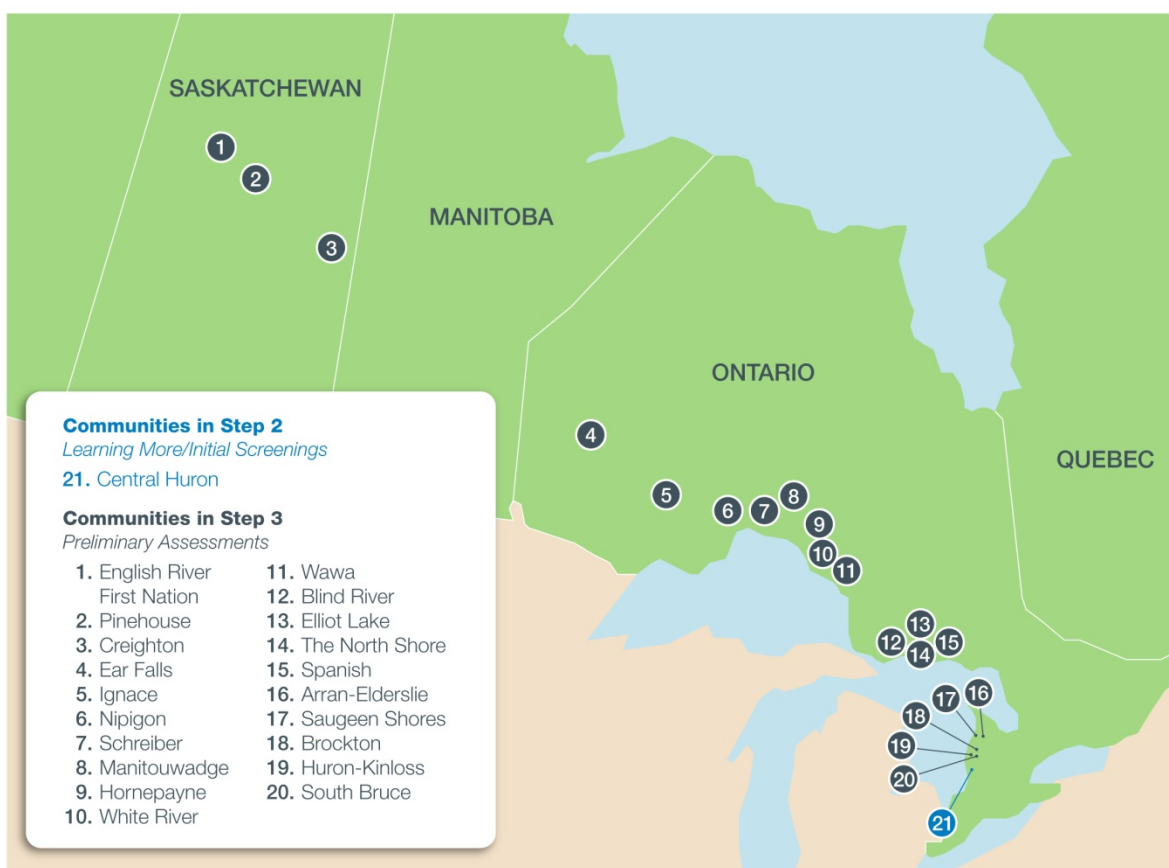 SASKATCHEWAN
1
2
3
MANITOBA
ONTARIO
QUEBEC
4
5
6
7
8
9
10
11
12
13
14
15
16
17
18
19
20
21
Communities in Step 2
Learning More/Initial Screenings
21. Central Huron
Communities in Step 3
Preliminary Assessments
1. English River
First Nation
2. Pinehouse
3. Creighton
4. Ear Falls
5. Ignace
6. Nipigon
7. Schreiber
8. Manitouwadge
9. Hornepayne
10. White River
11. Wawa
12. Blind River
13. Elliot Lake
14. The North Shore
15. Spanish
16. Arran-Elderslie
17. Saugeen Shores
18. Brockton
19. Huron-Kinloss
20. South Bruce